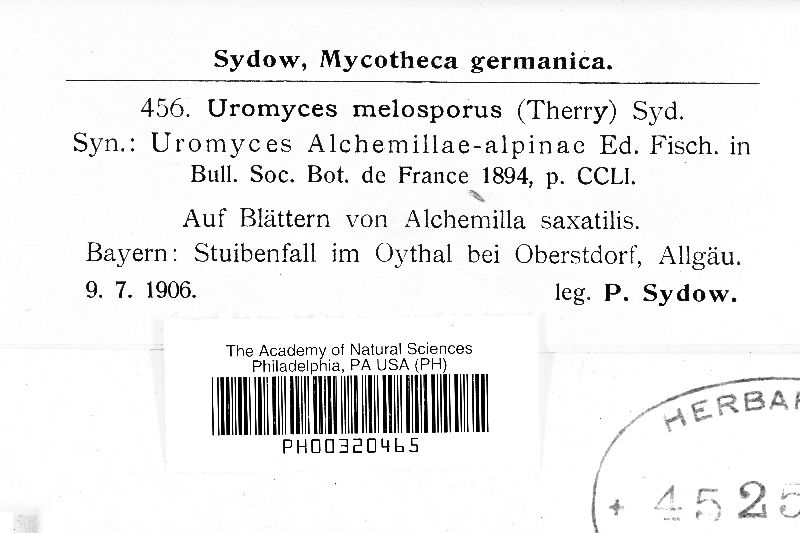 Sydow, Mycotheca germanica.
456. Uromyces melosporus (Therry) Syd.
Syn.: Uromyces Alchemillae-alpinae Ed. Fisch. in
Bull. Soc. Bot. de France 1894, p. CCLI.
Auf Blättern von Alchemilla saxatilis.
Bayern: Stuibenfall im Oythal bei Oberstdorf, Allgäu.
9. 7. 1906. leg. P. Sydow.
The Academy of Natural Sciences
Philadelphia, PA USA (PH)
PH00320465
HERBAR
+ 4525